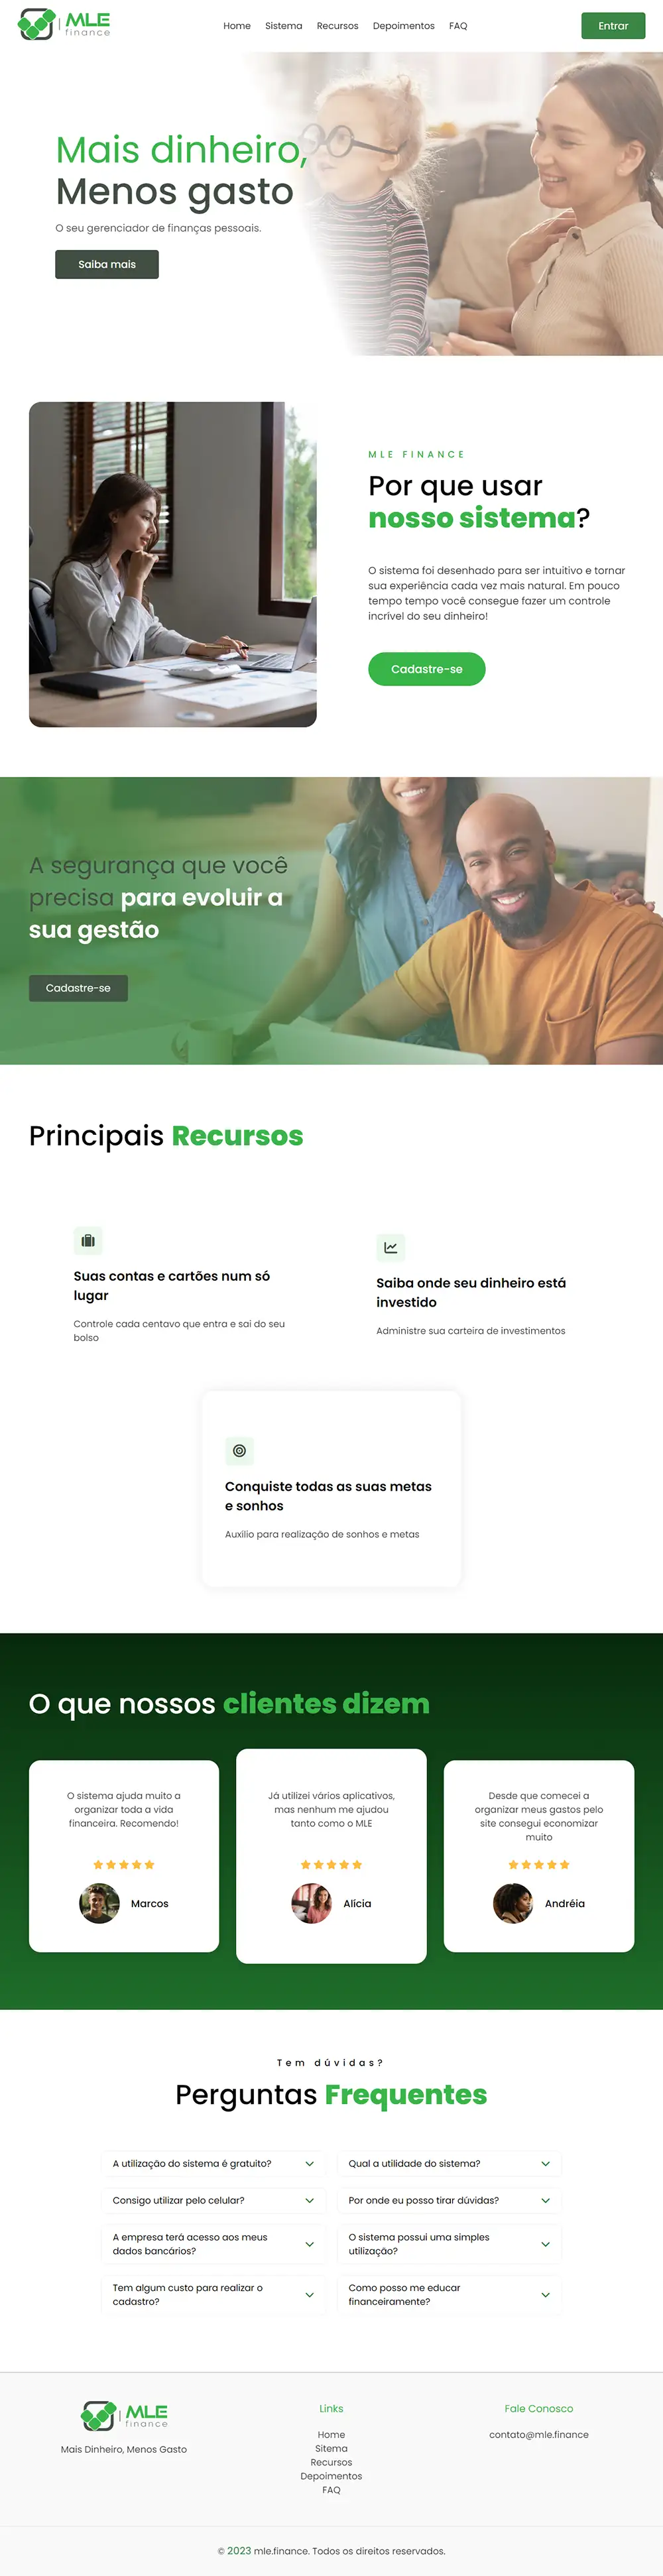 MLE
finance
Home Sistema Recursos Depoimentos FAQ
Entrar
Mais dinheiro,
Menos gasto
O seu gerenciador de finanças pessoais.
Saiba mais
MLE FINANCE
Por que usar
nosso sistema?
O sistema foi desenhado para ser intuitivo e tornar
sua experiência cada vez mais natural. Em pouco
tempo tempo você consegue fazer um controle
incrível do seu dinheiro!
Cadastre-se
A segurança que você
precisa para evoluir a
sua gestão
Cadastre-se
Principais Recursos
Suas contas e cartões num só
lugar
Controle cada centavo que entra e sai do seu
bolso
Saiba onde seu dinheiro está
investido
Administre sua carteira de investimentos
Conquiste todas as suas metas
e sonhos
Auxilio para realização de sonhos e metas
O que nossos clientes dizem
O sistema ajuda muito a
organizar toda a vida
financeira. Recomendo!
Marcos
Já utilizei vários aplicativos,
mas nenhum me ajudou
tanto como o MLE
Alícia
Desde que comecei a
organizar meus gastos pelo
site consegui economizar
muito
Andréia
Tem dúvidas?
Perguntas Frequentes
A utilização do sistema é gratuito?
Qual a utilidade do sistema?
Consigo utilizar pelo celular?
Por onde eu posso tirar dúvidas?
A empresa terá acesso aos meus
dados bancários?
O sistema possui uma simples
utilização?
Tem algum custo para realizar o
cadastro?
Como posso me educar
financeiramente?
MLE
finance
Mais Dinheiro, Menos Gasto
Links
Home
Sitema
Recursos
Depoimentos
FAQ
Fale Conosco
contato@mle.finance
© 2023 mle.finance. Todos os direitos reservados.